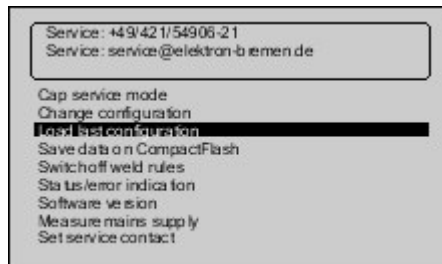 Service: +49/421/54906-21
Service: service@elektron-bremen.de
Cap service mode
Change configuration
Load last configuration
Save data on CompactFlash
Switch off weld rules
Status/error indication
Software version
Measure mains supply
Set service contact